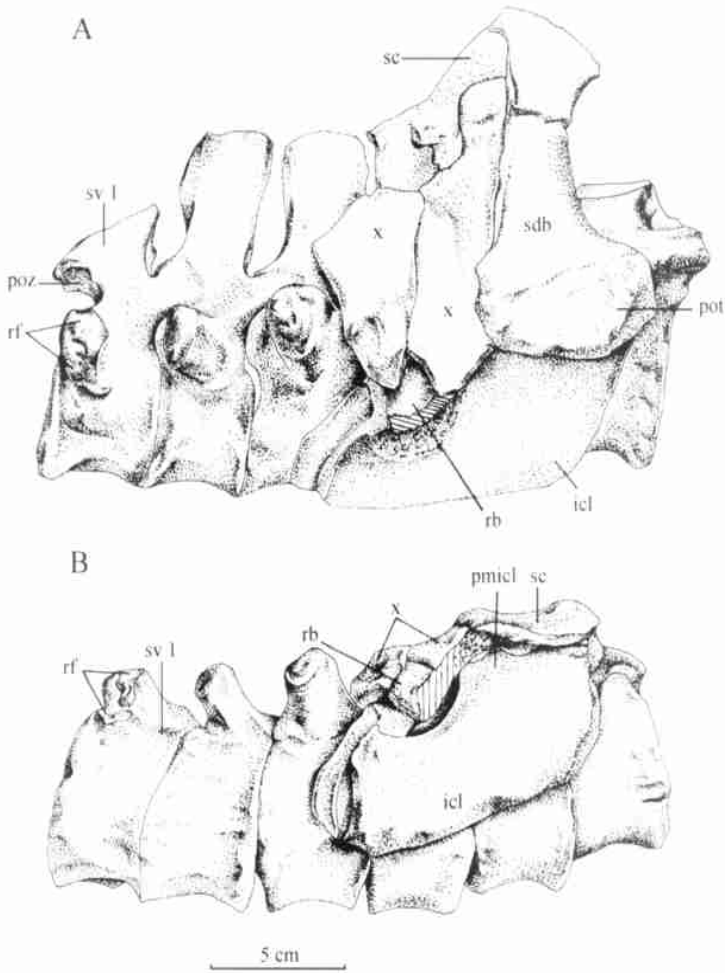 A
sc
sv 1
x
sdb
poz
x
rf
pot
icl
rb
B
pmicl sc
x
rb
sv 1
rf
icl
5 cm